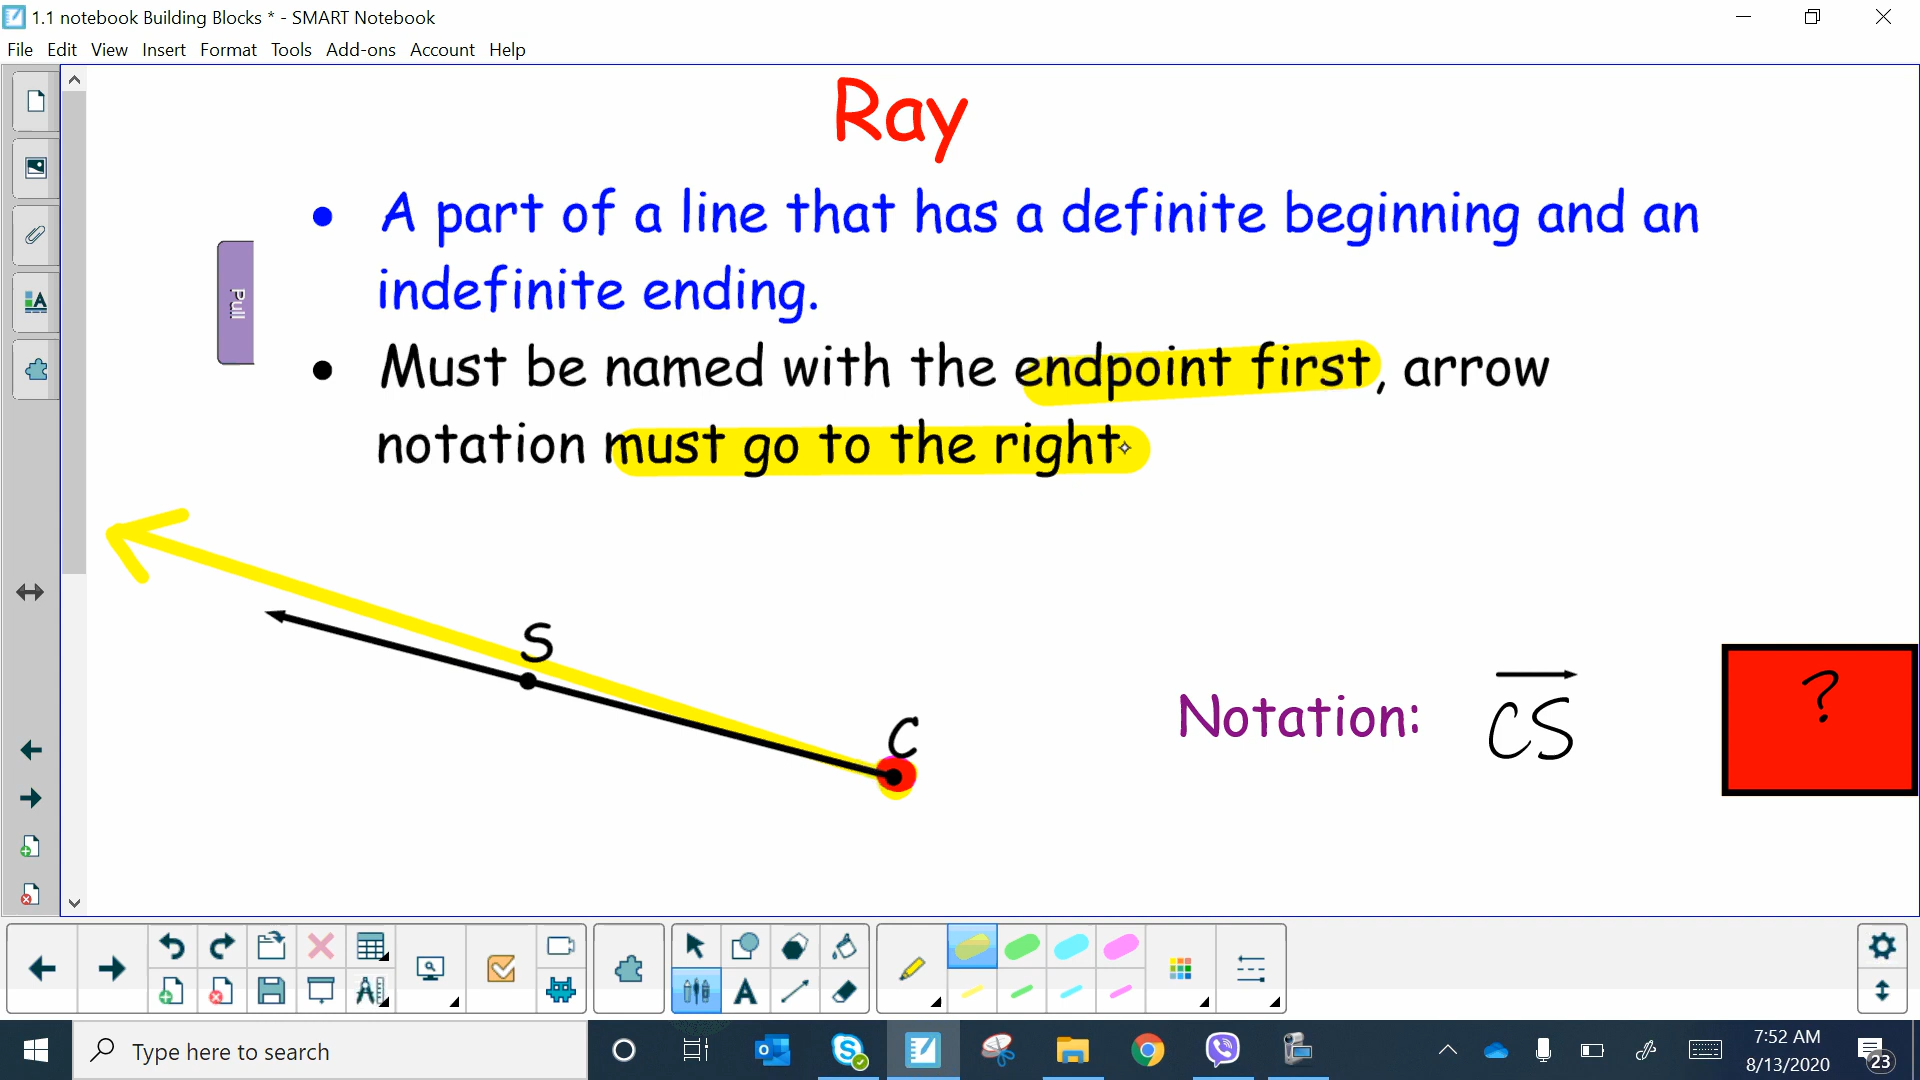 1.1 notebook Building Blocks * - SMART Notebook
File Edit View Insert Format Tools Add-ons Account Help
Ray
• A part of a line that has a definite beginning and an
indefinite ending.
Pull
• Must be named with the endpoint first, arrow
notation must go to the right.
S
C
Notation: CS
?
Type here to search
7:52 AM
8/13/2020
23